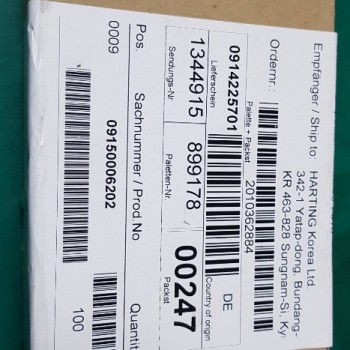 Empfänger / Ship to: HARTING Korea Ltd.
342-1 Yatap-dong, Bundang-
KR 463-828 Sungnam-Si, Ky
Ordernr.:
Palette + Packst
0914225701 2010362884
Lieferschein Country of origin DE
1344915 899178 00247
Sendungs-Nr Paletten-Nr. Packst
Pos. Sachnummer / Prod No Quantit
0009 09150006202 100